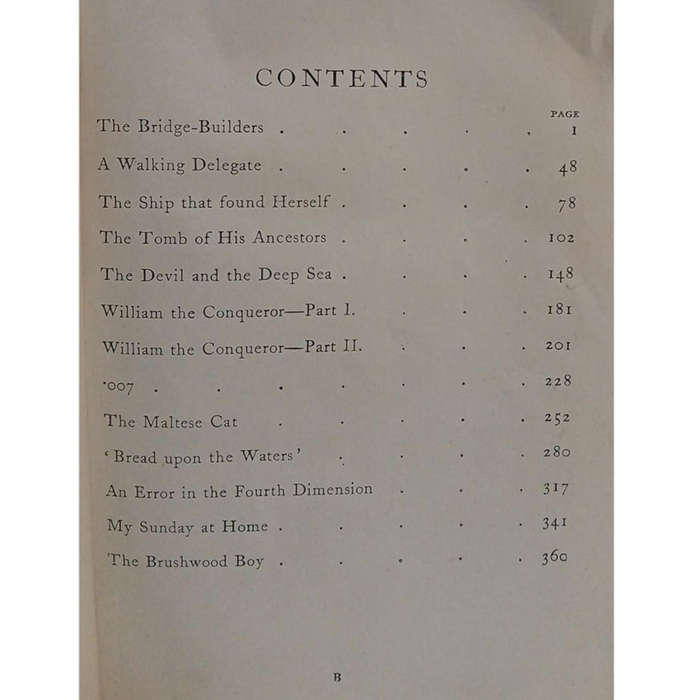 CONTENTS
PAGE
The Bridge-Builders . . . . . 1
A Walking Delegate . . . . . 48
The Ship that found Herself . . . . 78
The Tomb of His Ancestors . . . . 102
The Devil and the Deep Sea . . . . 148
William the Conqueror—Part I. . . . 181
William the Conqueror—Part II. . . . 201
·007 . . . . . . . 228
The Maltese Cat . . . . . 252
‘Bread upon the Waters’ . . . . 280
An Error in the Fourth Dimension . . . 317
My Sunday at Home . . . . . 341
The Brushwood Boy . . . . . 360
B